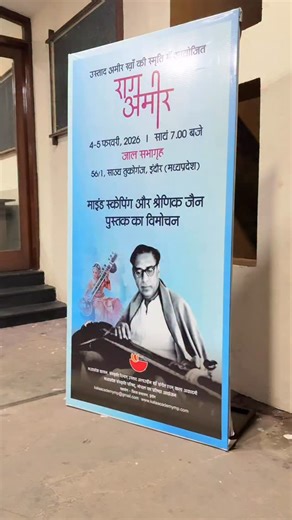 उस्ताद अमीर खाँ की स्मृति में आयोजित
राग
अमीर
4-5 फरवरी, 2026 । सायं 7.00 बजे
जाल सभागृह
56/1, साउथ तुकोगंज, इंदौर (मध्यप्रदेश)
माइंड स्केपिंग और श्रेणिक जैन
पुस्तक का विमोचन